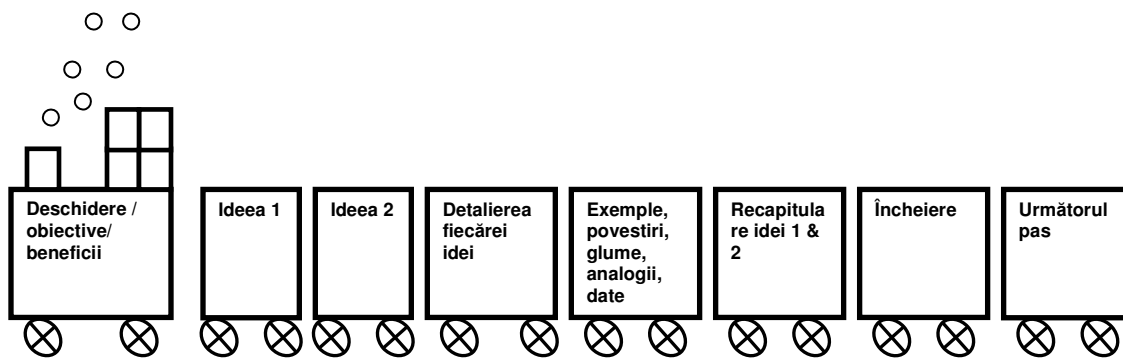 Deschidere /
obiective/
beneficii
Ideea 1
Ideea 2
Detalierea
fiecărei
idei
Exemple,
povestiri,
glume,
analogii,
date
Recapitula
re idei 1 &
2
Încheiere
Următorul
pas